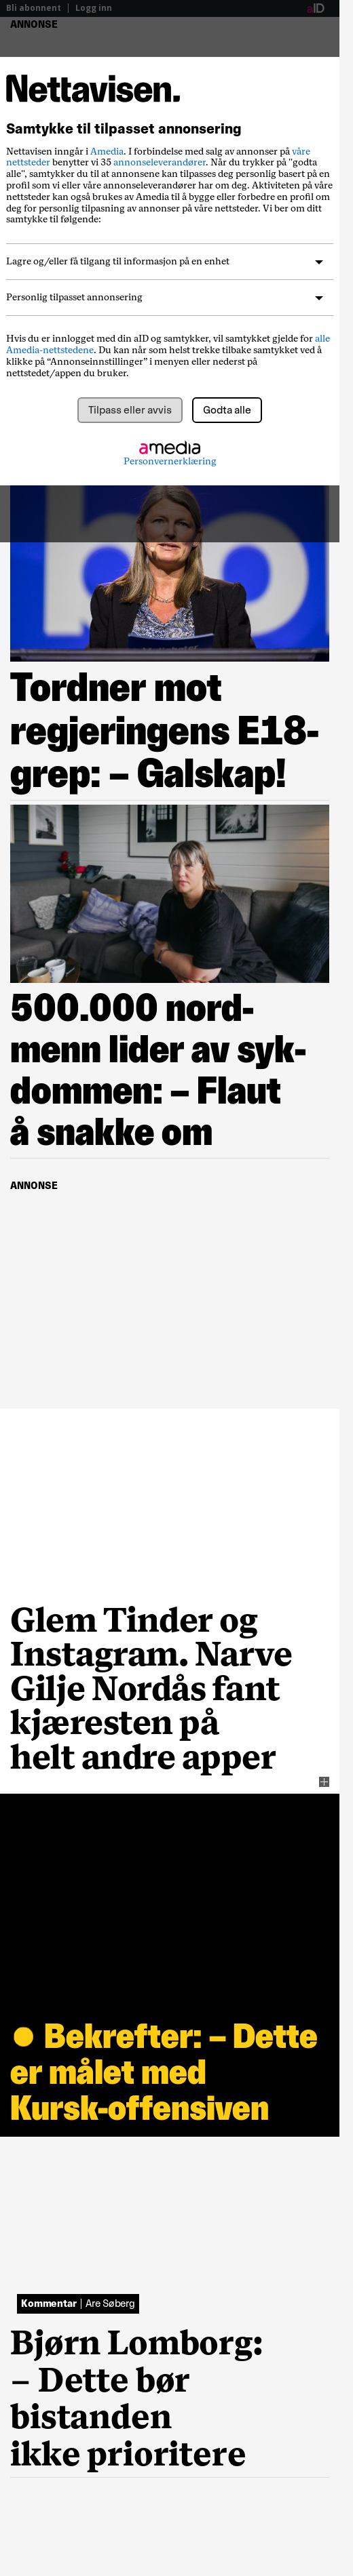 Bli abonnent | Logg inn aID
ANNONSE
Nettavisen.
Samtykke til tilpasset annonsering
Nettavisen inngår i Amedia. I forbindelse med salg av annonser på våre
nettsteder benytter vi 35 annonseleverandører. Når du trykker på "godta
alle", samtykker du til at annonsene kan tilpasses deg personlig basert på en
profil som vi eller våre annonseleverandører har om deg. Aktiviteten på våre
nettsteder kan også brukes av Amedia til å bygge eller forbedre en profil om
deg for personlig tilpasning av annonser på våre nettsteder. Vi ber om ditt
samtykke til følgende:
Lagre og/eller få tilgang til informasjon på en enhet
Personlig tilpasset annonsering
Hvis du er innlogget med din aID og samtykker, vil samtykket gjelde for alle
Amedia-nettstedene. Du kan når som helst trekke tilbake samtykket ved å
klikke på “Annonseinnstillinger” i menyen eller nederst på
nettstedet/appen du bruker.
Tilpass eller avvis Godta alle
amedia
Personvernerklæring
Tordner mot
regjeringens E18-
grep: – Galskap!
500.000 nord-
menn lider av syk-
dommen: – Flaut
å snakke om
ANNONSE
Glem Tinder og
Instagram. Narve
Gilje Nordås fant
kjæresten på
helt andre apper
Bekrefter: – Dette
er målet med
Kursk-offensiven
Kommentar | Are Søberg
Bjørn Lomborg:
– Dette bør
bistanden
ikke prioritere